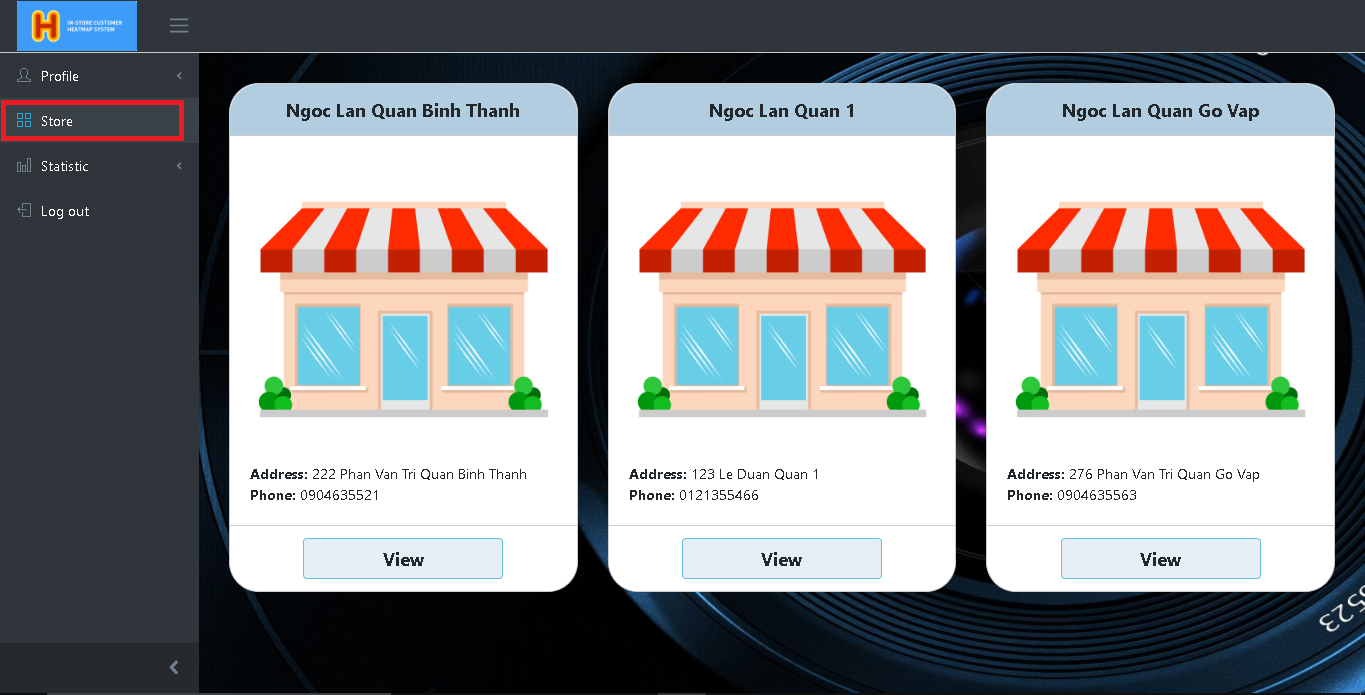 IN-STORE CUSTOMER
HEATMAP SYSTEM
Profile
Store
Statistic
Log out
Ngoc Lan Quan Binh Thanh
Address: 222 Phan Van Tri Quan Binh Thanh
Phone: 0904635521
View
Ngoc Lan Quan 1
Address: 123 Le Duan Quan 1
Phone: 0121355466
View
Ngoc Lan Quan Go Vap
Address: 276 Phan Van Tri Quan Go Vap
Phone: 0904635563
View